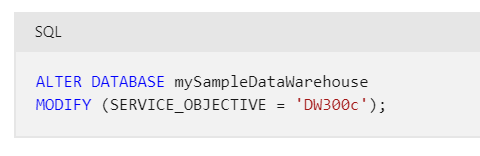 SQL
ALTER DATABASE mySampleDataWarehouse
MODIFY (SERVICE_OBJECTIVE = 'DW300c');